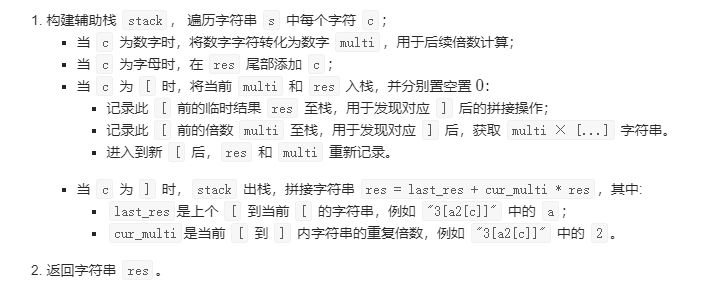 1. 构建辅助栈 stack ， 遍历字符串 s 中每个字符 c ；
当 c 为数字时，将数字字符转化为数字 multi ，用于后续倍数计算；
当 c 为字母时，在 res 尾部添加 c ；
当 c 为 [ 时，将当前 multi 和 res 入栈，并分别置空置 0：
记录此 [ 前的临时结果 res 至栈，用于发现对应 ] 后的拼接操作；
记录此 [ 前的倍数 multi 至栈，用于发现对应 ] 后，获取 multi × [...] 字符串。
进入到新 [ 后， res 和 multi 重新记录。
当 c 为 ] 时， stack 出栈，拼接字符串 res = last_res + cur_multi * res ，其中:
last_res 是上个 [ 到当前 [ 的字符串，例如 "3[a2[c]]" 中的 a ；
cur_multi 是当前 [ 到 ] 内字符串的重复倍数，例如 "3[a2[c]]" 中的 2 。
2. 返回字符串 res 。